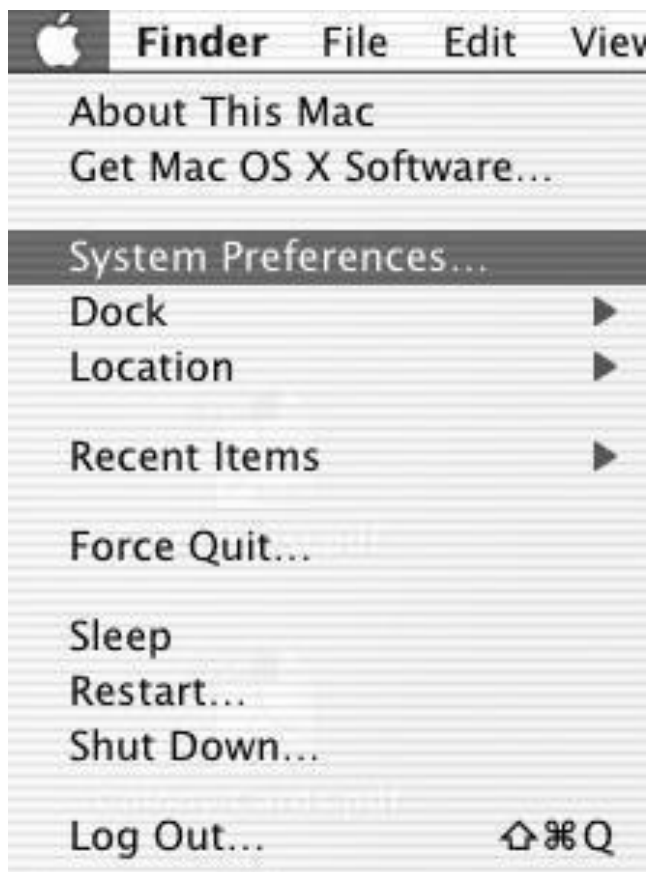 Finder File Edit View
About This Mac
Get Mac OS X Software...
System Preferences...
Dock
Location
Recent Items
Force Quit...
Sleep
Restart...
Shut Down...
Log Out... ⇧⌘Q